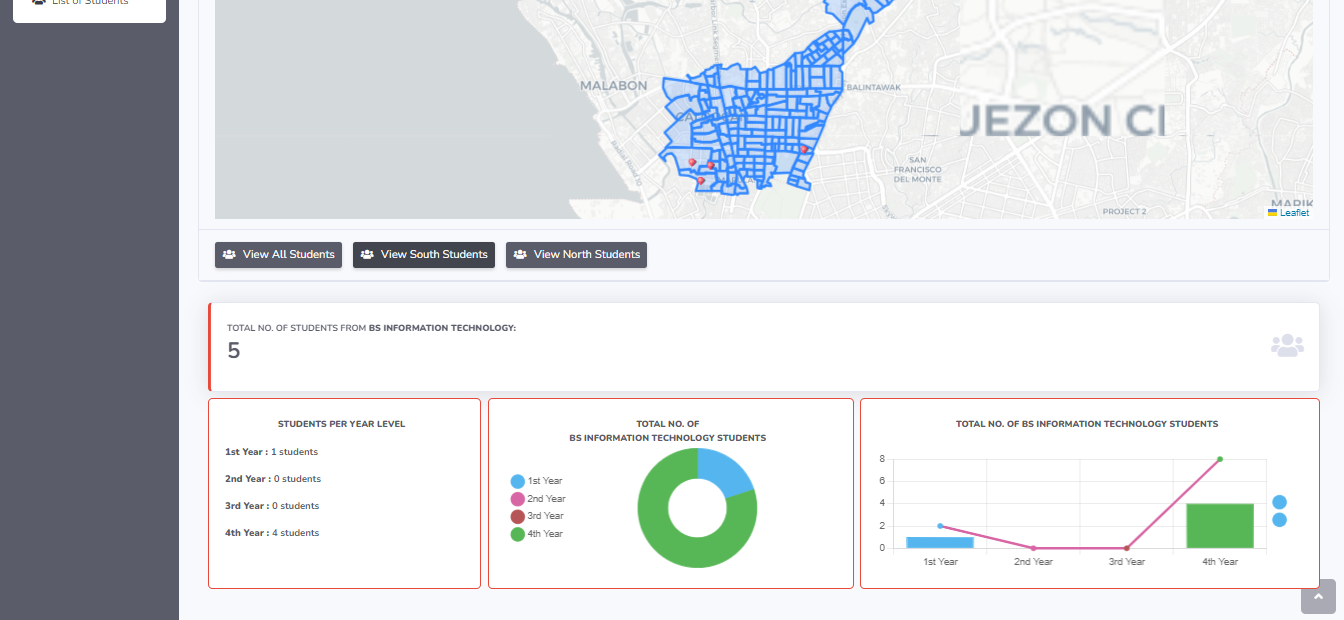 List of Students
MALABON
BALINTAWAK
JEZON CI
SAN
FRANCISCO
DEL MONTE
PROJECT 2
MARIK
Leaflet
View All Students
View South Students
View North Students
TOTAL NO. OF STUDENTS FROM BS INFORMATION TECHNOLOGY:
5
STUDENTS PER YEAR LEVEL
1st Year : 1 students
2nd Year : 0 students
3rd Year : 0 students
4th Year : 4 students
TOTAL NO. OF
BS INFORMATION TECHNOLOGY STUDENTS
1st Year
2nd Year
3rd Year
4th Year
TOTAL NO. OF BS INFORMATION TECHNOLOGY STUDENTS
8
6
4
2
0
1st Year 2nd Year 3rd Year 4th Year